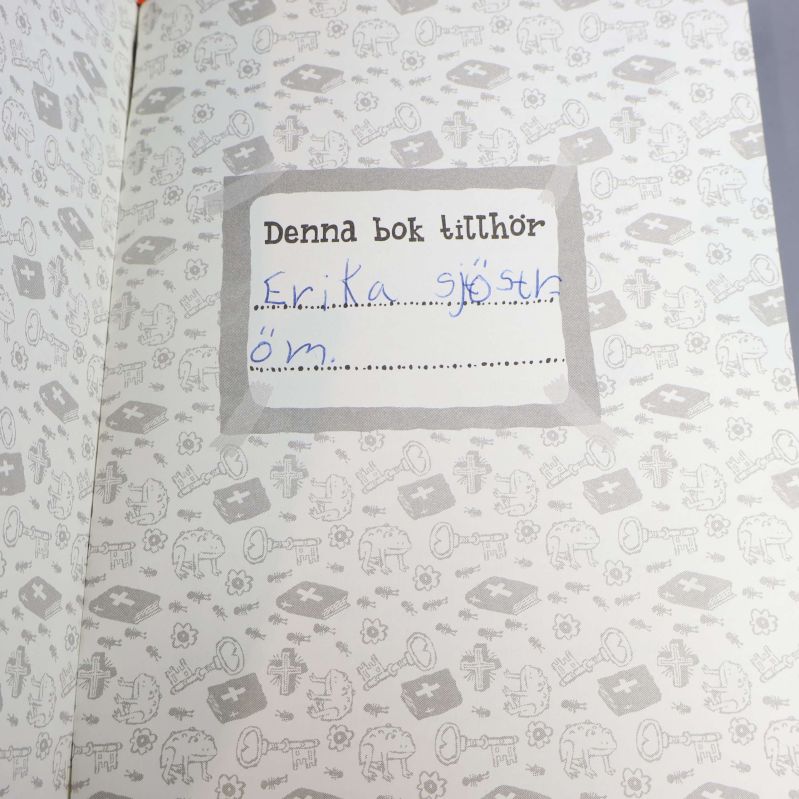 Denna bok tillhör
Erika sjöstr-
öm.